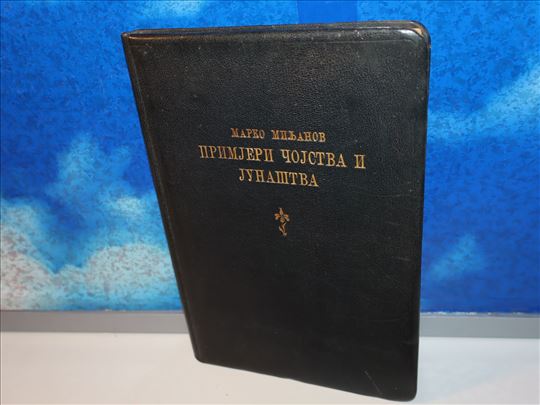 МАРКО МИЉАНОВ
ПРИМЈЕРИ ЧОЈСТВА И
ЈУНАШТВА